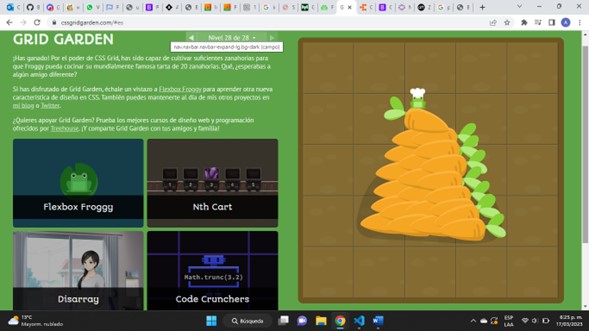 cssgridgarden.com/#es
GRID GARDEN
Nivel 28 de 28
nav.navbar.navbar-expand-lg.bg-dark (campo)
¡Has ganado! Por el poder de CSS Grid, has sido capaz de cultivar suficientes zanahorias para
que Froggy pueda cocinar su mundialmente famosa tarta de 20 zanahorias. Qué, ¿esperabas a
algún amigo diferente?
Si has disfrutado de Grid Garden, échale un vistazo a Flexbox Froggy para aprender otra nueva
característica de diseño en CSS. También puedes mantenerte al día de mis otros proyectos en
mi blog o Twitter.
¿Quieres apoyar Grid Garden? Prueba los mejores cursos de diseño web y programación
ofrecidos por Treehouse. ¡Y comparte Grid Garden con tus amigos y familia!
Flexbox Froggy
Nth Cart
Disarray
Math.trunc(3.2)
Code Crunchers
13°C
Mayorm. nublado
Búsqueda
ESP
LAA
6:25 p. m.
17/05/2023